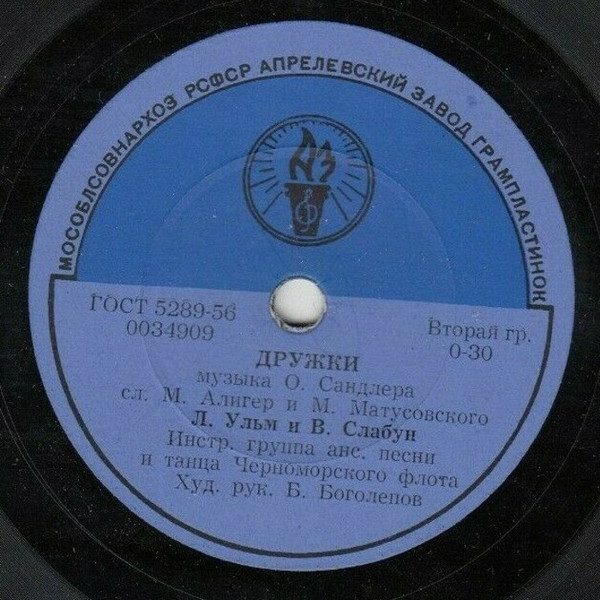 МОСОБЛСОВНАРХОЗ РСФСР АПРЕЛЕВСКИЙ ЗАВОД ГРАМПЛАСТИНОК
АЗ
ГОСТ 5289-56
0034909
Вторая гр.
0-30
ДРУЖКИ
музыка О. Сандлера
сл. М. Алигер и М. Матусовского
Л. Ульм и В. Слабун
Инстр. группа анс. песни
и танца Черноморского флота
Худ. рук. Б. Боголепов